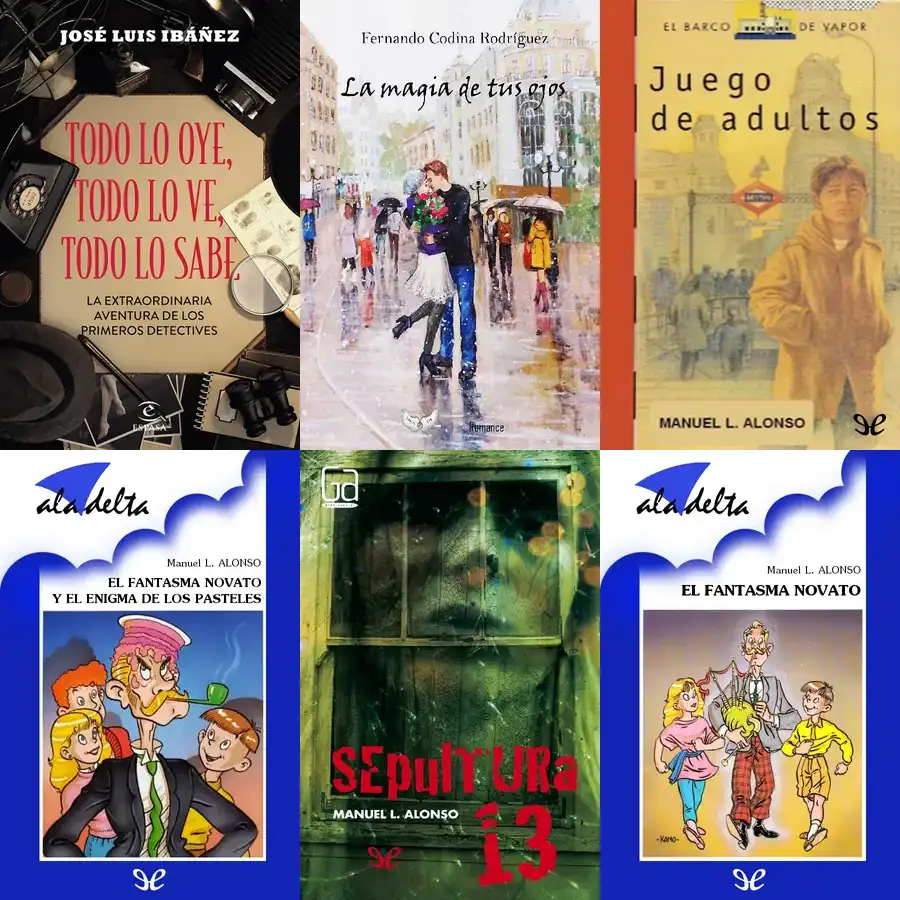 JOSÉ LUIS IBÁÑEZ
TODO LO OYE,
TODO LO VE,
TODO LO SABE
LA EXTRAORDINARIA
AVENTURA DE LOS
PRIMEROS DETECTIVES
ESPASA
Fernando Codina Rodríguez
La magia de tus ojos
Romance
EL BARCO DE VAPOR
Juego
de adultos
MANUEL L. ALONSO
ala delta
Manuel L. ALONSO
EL FANTASMA NOVATO
Y EL ENIGMA DE LOS PASTELES
SEpulTURa
MANUEL L. ALONSO
13
ala delta
Manuel L. ALONSO
EL FANTASMA NOVATO
-KAMO-